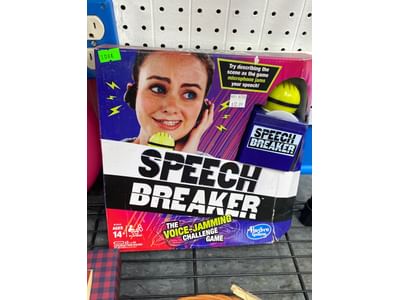 Try describing the
scene as the game
microphone jams
your speech!
SPEECH
BREAKER
SPEECH
BREAKER
THE
VOICE-JAMMING
CHALLENGE
GAME
AGES
14+
Hasbro
Gaming